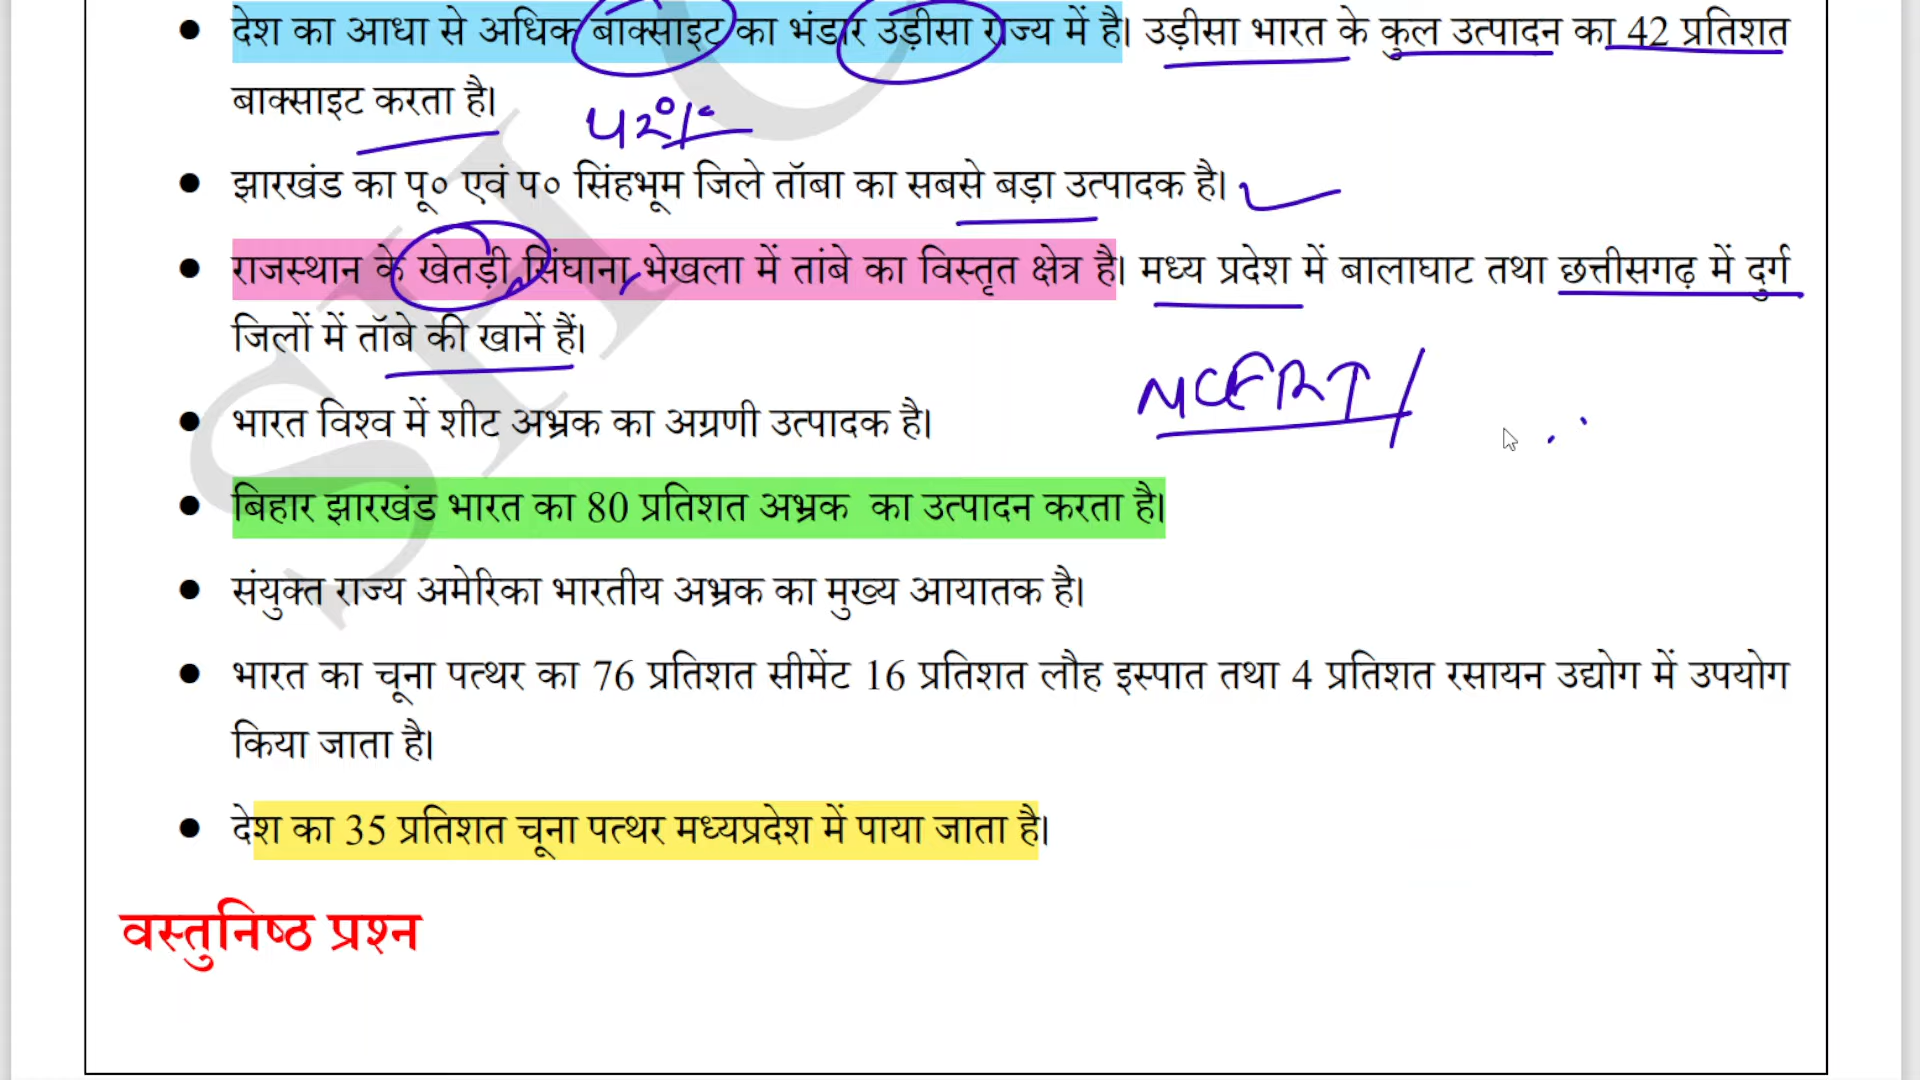 देश का आधा से अधिक बाक्साइट का भंडार उड़ीसा राज्य में है। उड़ीसा भारत के कुल उत्पादन का 42 प्रतिशत
बाक्साइट करता है।
42%
झारखंड का पू० एवं प० सिंहभूम जिले तॉबा का सबसे बड़ा उत्पादक है।
राजस्थान के खेतड़ी सिंघाना भेखला में तांबे का विस्तृत क्षेत्र है। मध्य प्रदेश में बालाघाट तथा छत्तीसगढ़ में दुर्ग
जिलों में तॉबे की खानें हैं।
NCERT
भारत विश्व में शीट अभ्रक का अग्रणी उत्पादक है।
बिहार झारखंड भारत का 80 प्रतिशत अभ्रक का उत्पादन करता है।
संयुक्त राज्य अमेरिका भारतीय अभ्रक का मुख्य आयातक है।
भारत का चूना पत्थर का 76 प्रतिशत सीमेंट 16 प्रतिशत लौह इस्पात तथा 4 प्रतिशत रसायन उद्योग में उपयोग
किया जाता है।
देश का 35 प्रतिशत चूना पत्थर मध्यप्रदेश में पाया जाता है।
वस्तुनिष्ठ प्रश्न